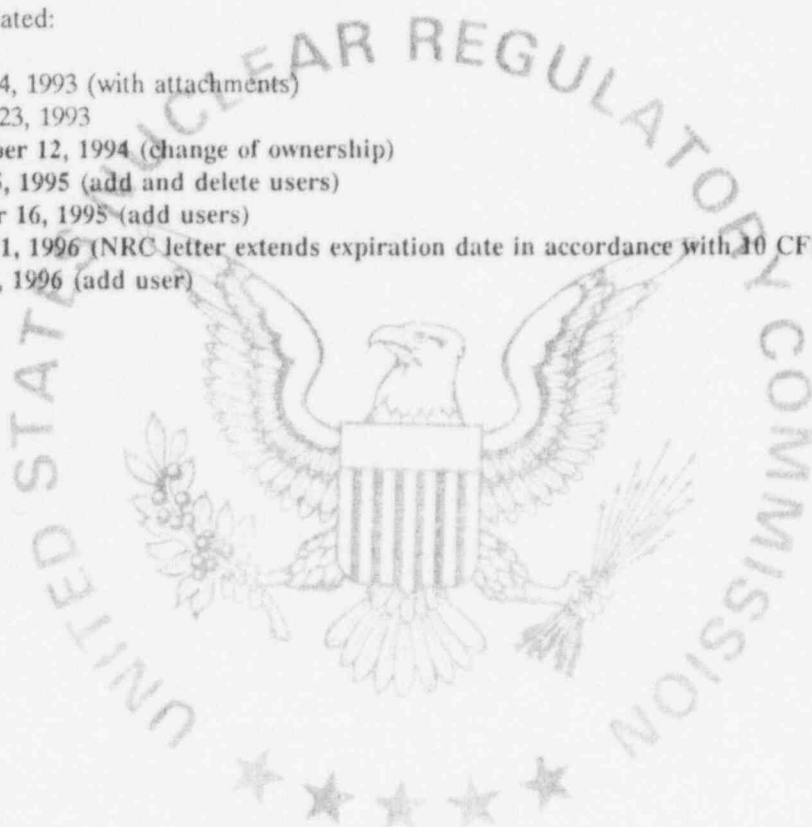 ated:
4, 1993 (with attachments)
23, 1993
er 12, 1994 (change of ownership)
, 1995 (add and delete users)
r 16, 1995 (add users)
1, 1996 (NRC letter extends expiration date in accordance with 10 CF
, 1996 (add user)
UNITED STATES NUCLEAR REGULATORY COMMISSION